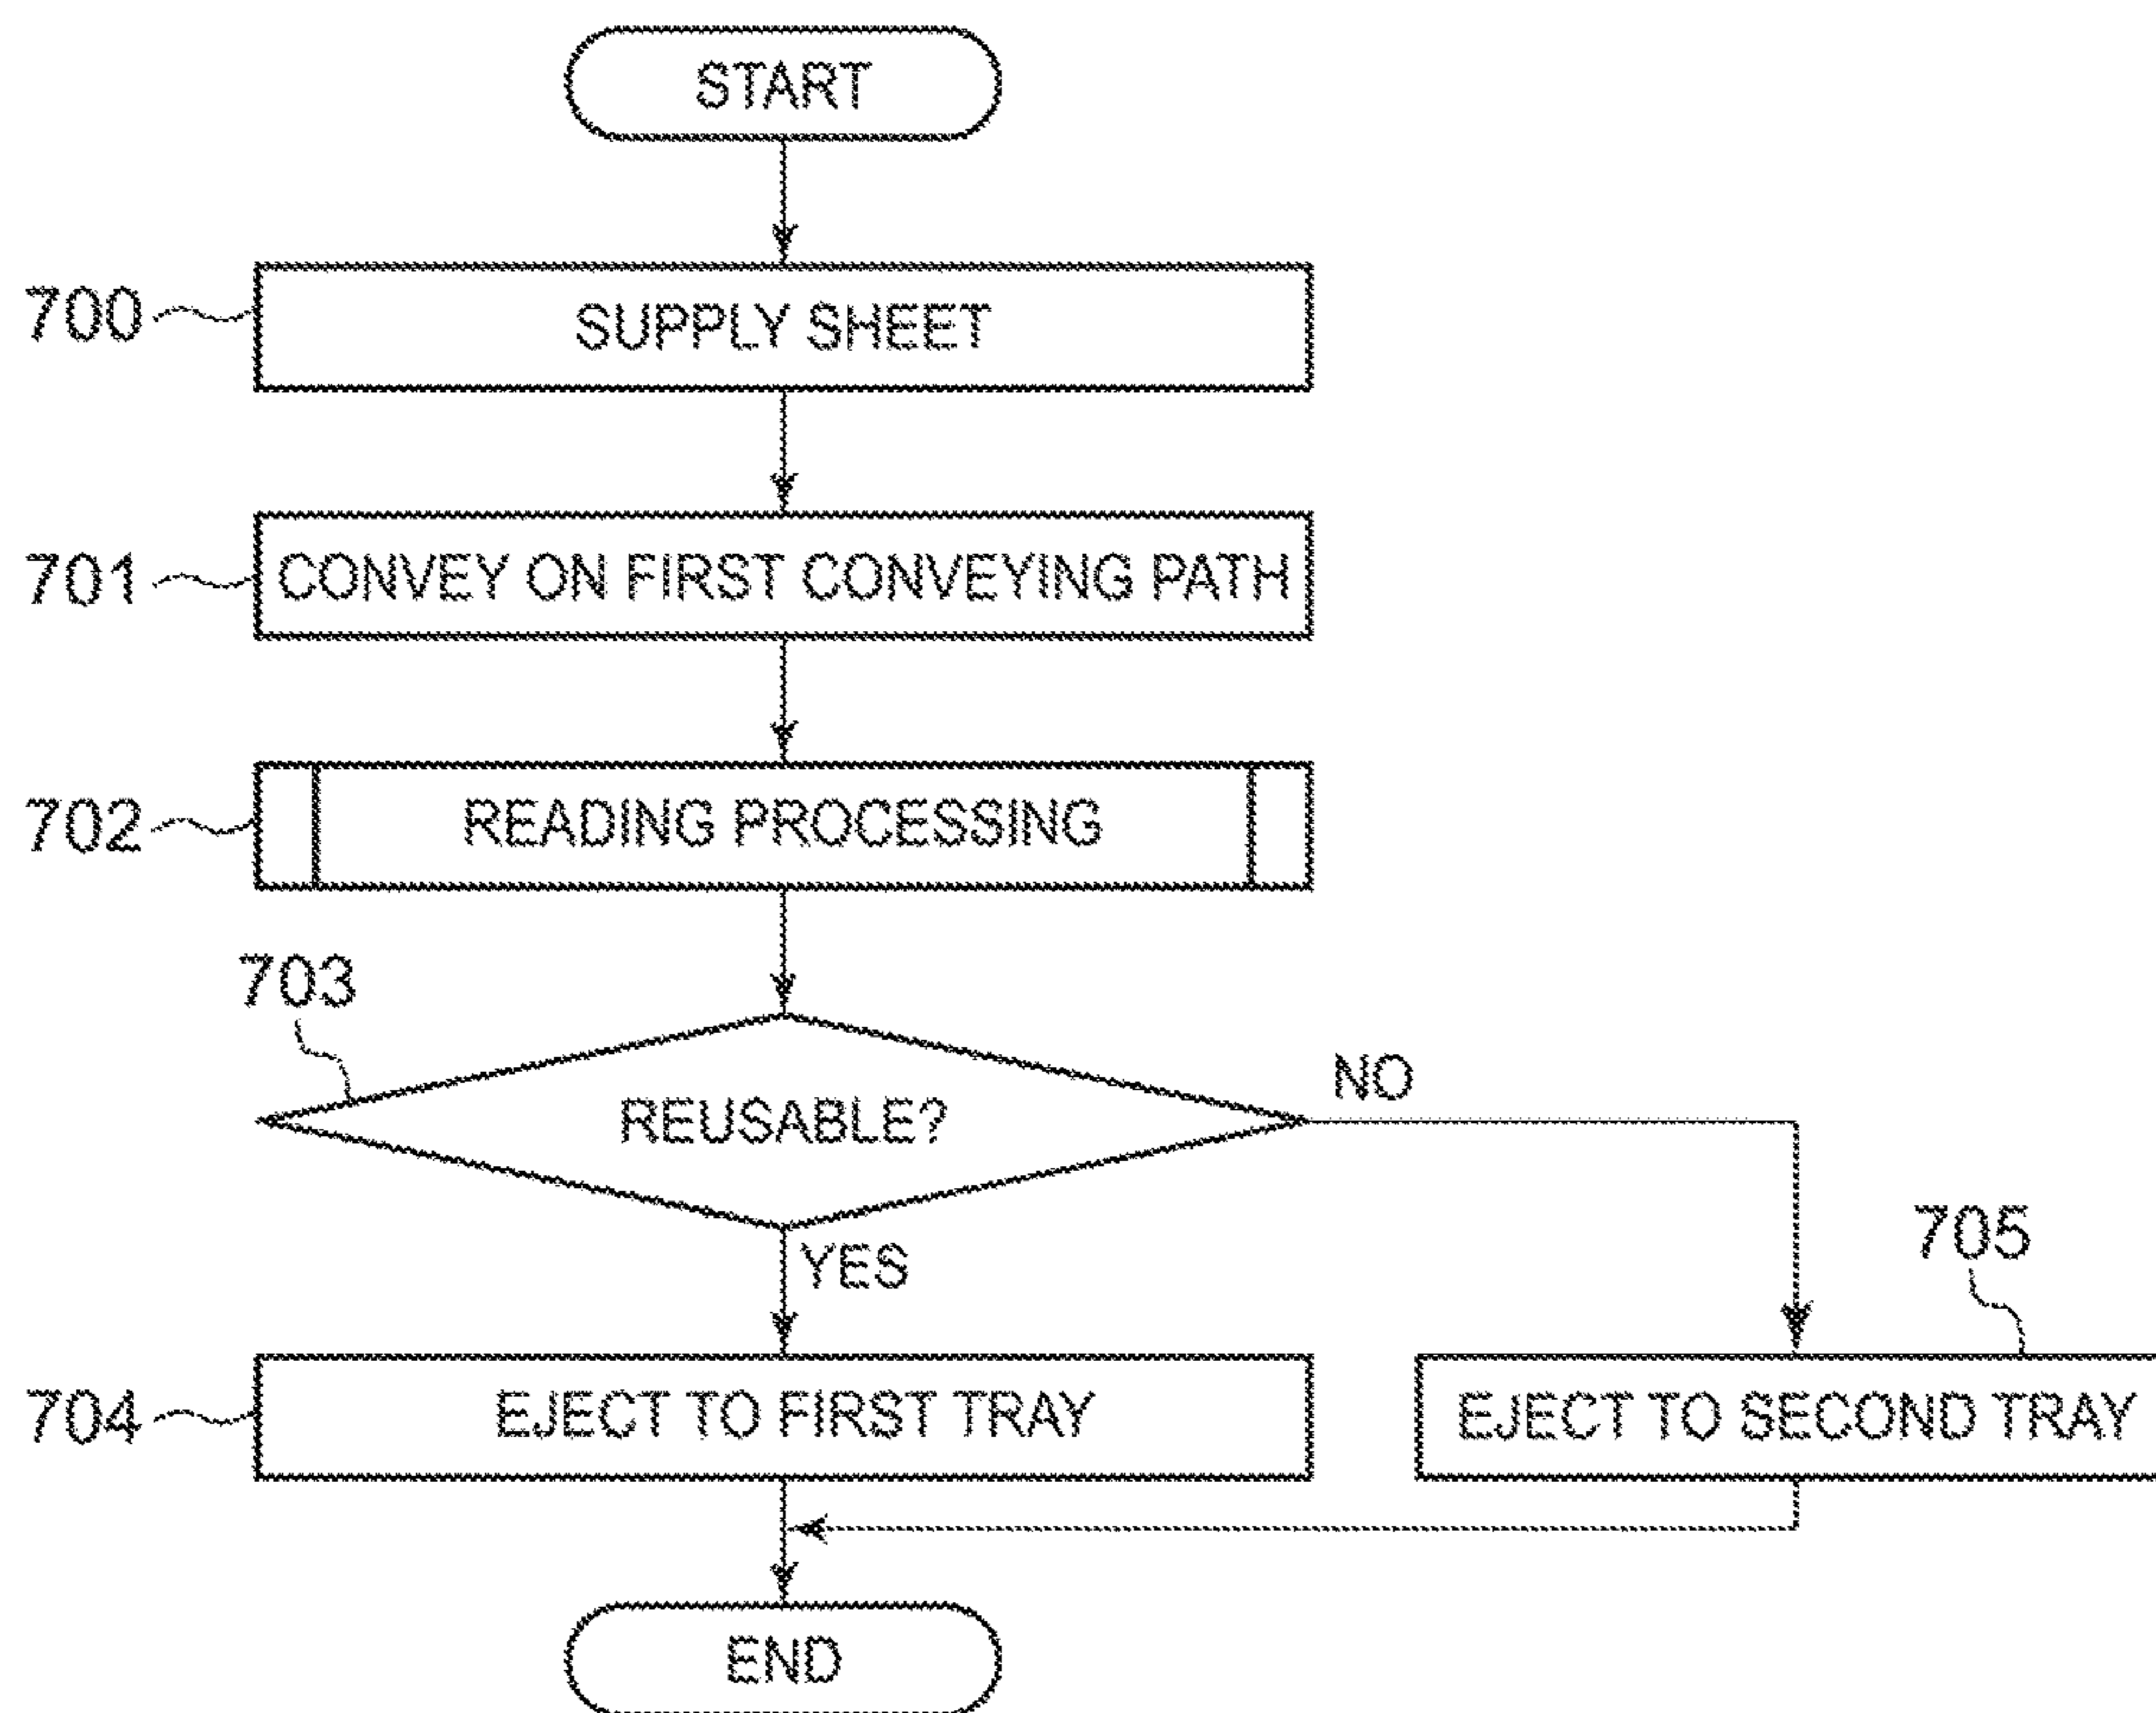 START
700
SUPPLY SHEET
701
CONVEY ON FIRST CONVEYING PATH
702
READING PROCESSING
703
REUSABLE?
NO
YES
705
704
EJECT TO FIRST TRAY
EJECT TO SECOND TRAY
END